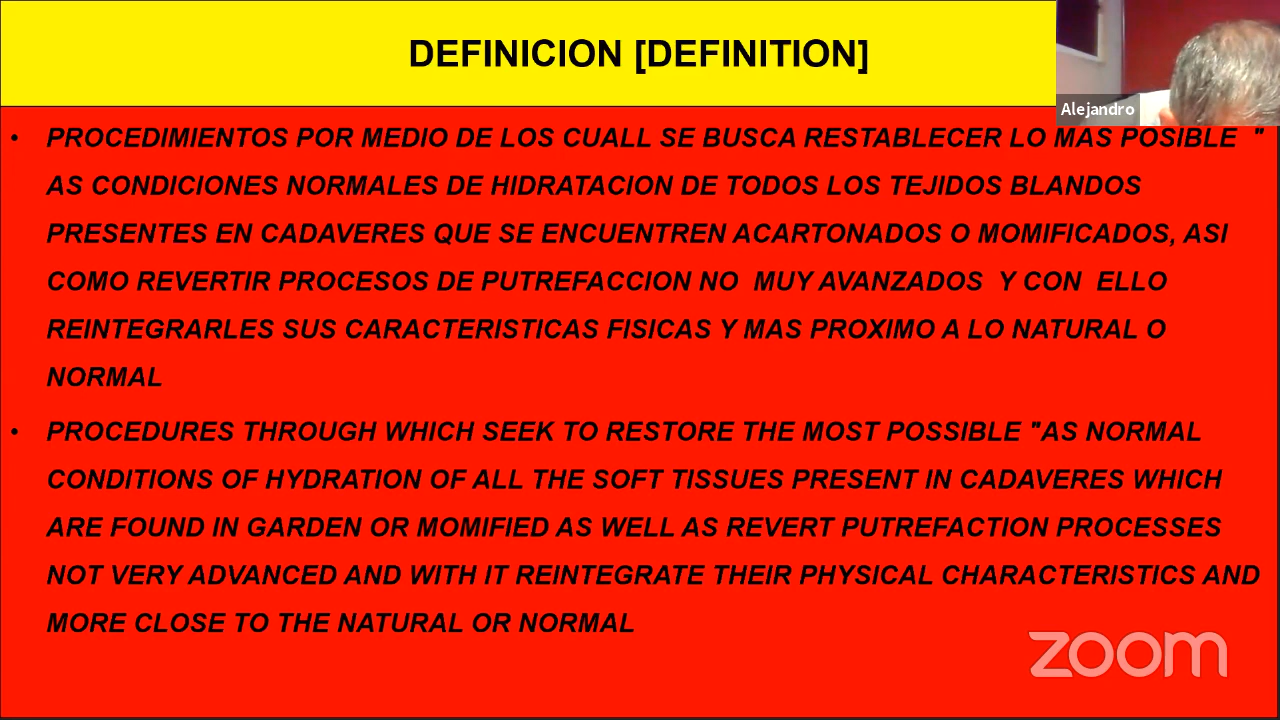 DEFINICION [DEFINITION]
Alejandro
• PROCEDIMIENTOS POR MEDIO DE LOS CUALL SE BUSCA RESTABLECER LO MAS POSIBLE "
AS CONDICIONES NORMALES DE HIDRATACION DE TODOS LOS TEJIDOS BLANDOS
PRESENTES EN CADAVERES QUE SE ENCUENTREN ACARTONADOS O MOMIFICADOS, ASI
COMO REVERTIR PROCESOS DE PUTREFACCION NO MUY AVANZADOS Y CON ELLO
REINTEGRARLES SUS CARACTERISTICAS FISICAS Y MAS PROXIMO A LO NATURAL O
NORMAL
• PROCEDURES THROUGH WHICH SEEK TO RESTORE THE MOST POSSIBLE "AS NORMAL
CONDITIONS OF HYDRATION OF ALL THE SOFT TISSUES PRESENT IN CADAVERES WHICH
ARE FOUND IN GARDEN OR MOMIFIED AS WELL AS REVERT PUTREFACTION PROCESSES
NOT VERY ADVANCED AND WITH IT REINTEGRATE THEIR PHYSICAL CHARACTERISTICS AND
MORE CLOSE TO THE NATURAL OR NORMAL
zoom